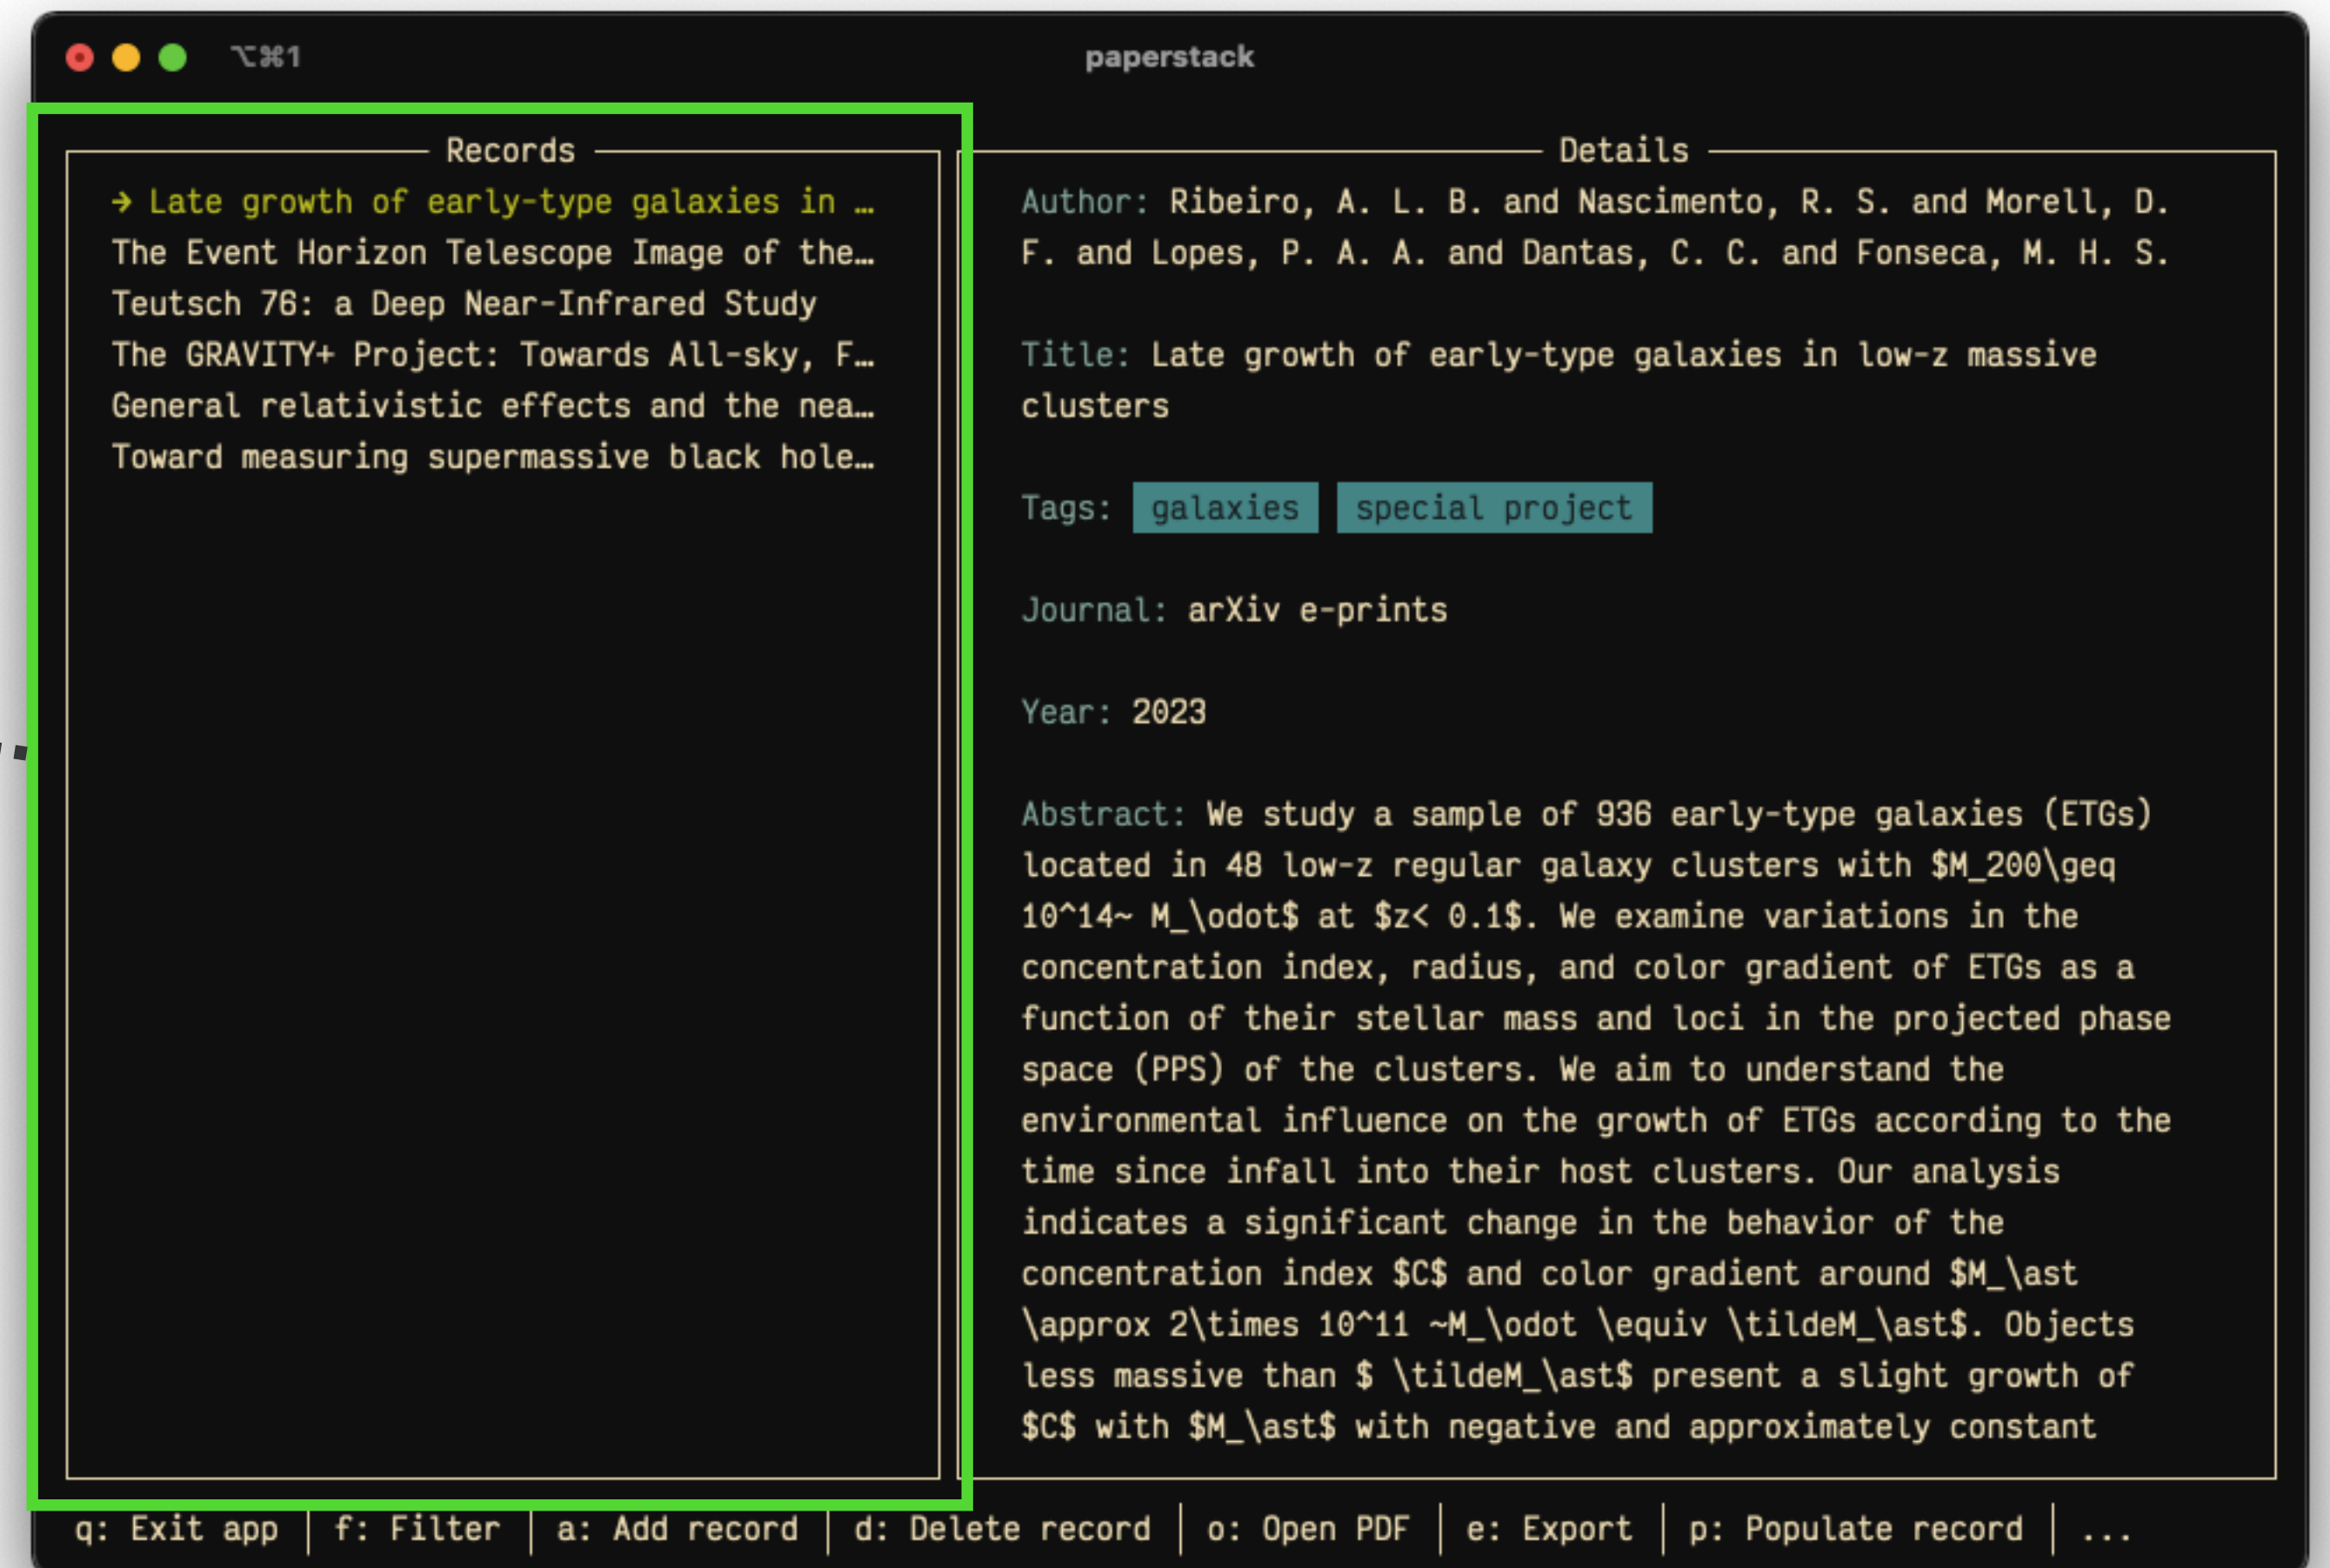 ⌥⌘1
paperstack
Records
→ Late growth of early-type galaxies in …
The Event Horizon Telescope Image of the…
Teutsch 76: a Deep Near-Infrared Study
The GRAVITY+ Project: Towards All-sky, F…
General relativistic effects and the nea…
Toward measuring supermassive black hole…
Details
Author: Ribeiro, A. L. B. and Nascimento, R. S. and Morell, D.
F. and Lopes, P. A. A. and Dantas, C. C. and Fonseca, M. H. S.
Title: Late growth of early-type galaxies in low-z massive
clusters
Tags: galaxies special project
Journal: arXiv e-prints
Year: 2023
Abstract: We study a sample of 936 early-type galaxies (ETGs)
located in 48 low-z regular galaxy clusters with $M_200\geq
10^14~ M_\odot$ at $z< 0.1$. We examine variations in the
concentration index, radius, and color gradient of ETGs as a
function of their stellar mass and loci in the projected phase
space (PPS) of the clusters. We aim to understand the
environmental influence on the growth of ETGs according to the
time since infall into their host clusters. Our analysis
indicates a significant change in the behavior of the
concentration index $C$ and color gradient around $M_\ast
\approx 2\times 10^11 ~M_\odot \equiv \tildeM_\ast$. Objects
less massive than $ \tildeM_\ast$ present a slight growth of
$C$ with $M_\ast$ with negative and approximately constant
q: Exit app │ f: Filter │ a: Add record │ d: Delete record │ o: Open PDF │ e: Export │ p: Populate record │ ...